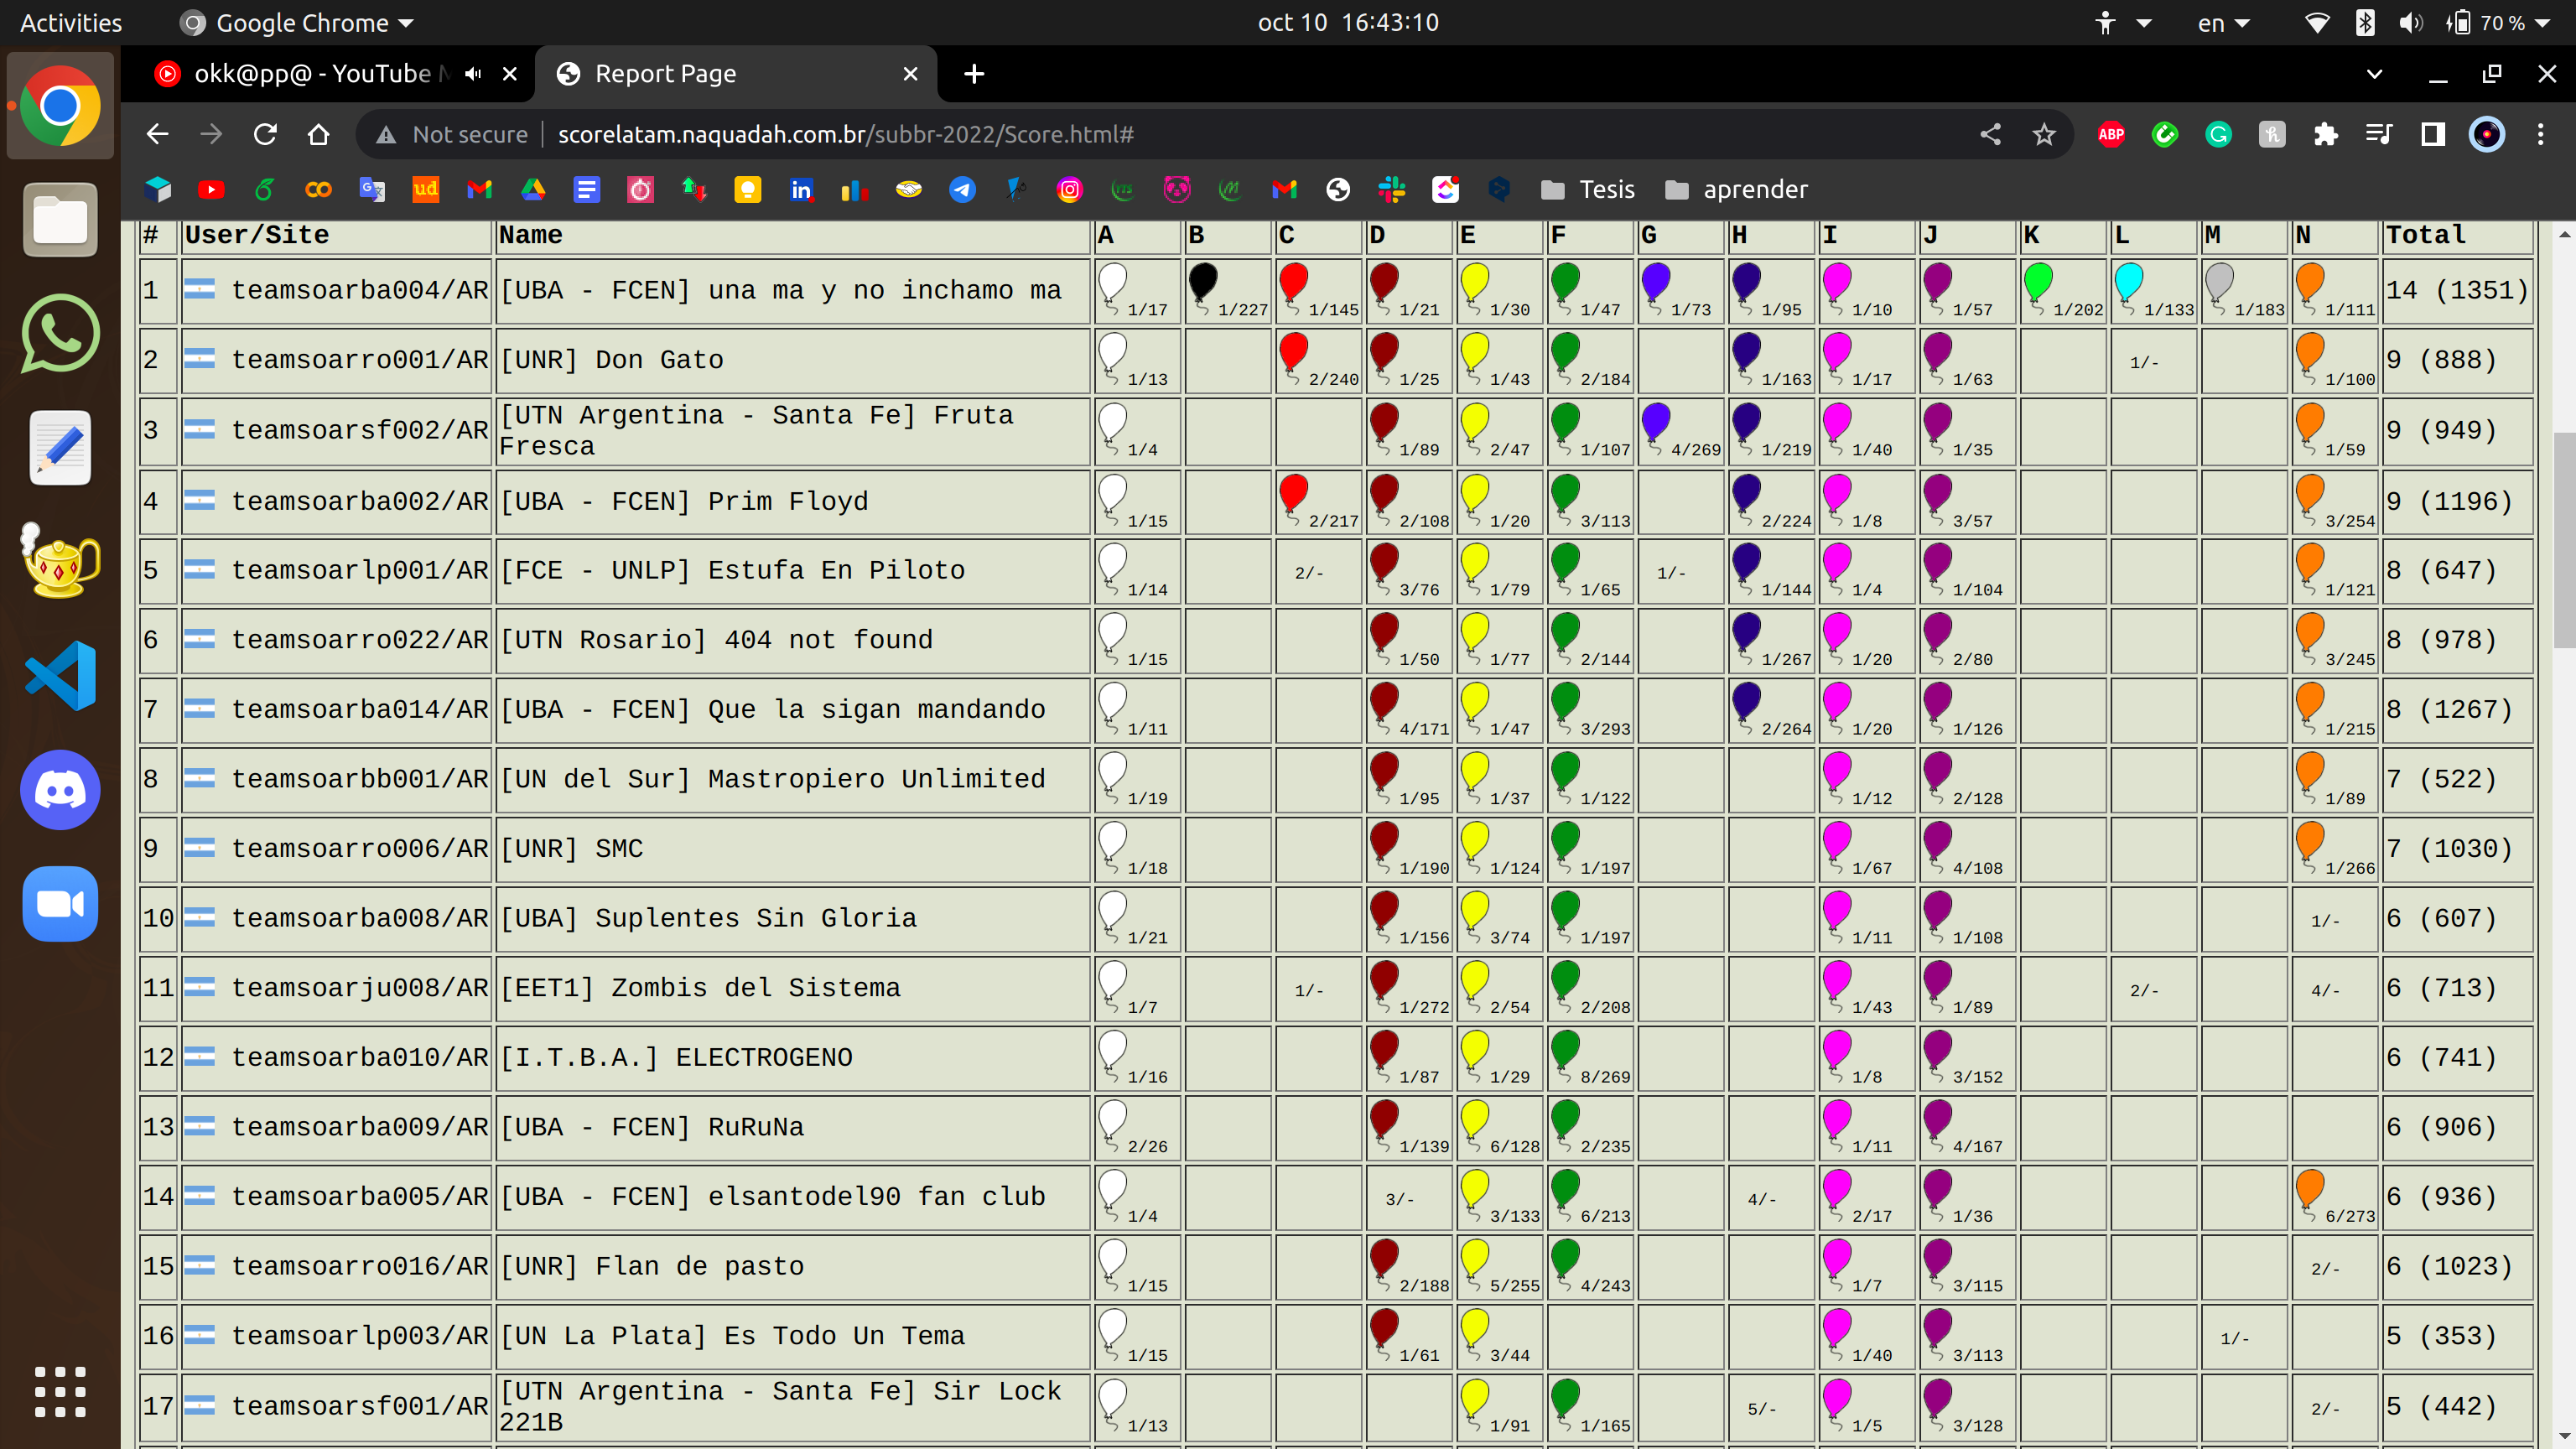 Activities Google Chrome oct 10 16:43:10 en 70 %
okk@pp@ - YouTube M Report Page
Not secure scorelatam.naquadah.com.br/subbr-2022/Score.html# ABP
ud in Tesis aprender
# User/Site Name A B C D E F G H I J K L M N Total
1 teamsoarba004/AR [UBA - FCEN] una ma y no inchamo ma 1/17 1/227 1/145 1/21 1/30 1/47 1/73 1/95 1/10 1/57 1/202 1/133 1/183 1/111 14 (1351)
2 teamsoarro001/AR [UNR] Don Gato 1/13 2/240 1/25 1/43 2/184 1/163 1/17 1/63 1/- 1/100 9 (888)
3 teamsoarsf002/AR [UTN Argentina - Santa Fe] Fruta
Fresca 1/4 1/89 2/47 1/107 4/269 1/219 1/40 1/35 1/59 9 (949)
4 teamsoarba002/AR [UBA - FCEN] Prim Floyd 1/15 2/217 2/108 1/20 3/113 2/224 1/8 3/57 3/254 9 (1196)
5 teamsoarlp001/AR [FCE - UNLP] Estufa En Piloto 1/14 2/- 3/76 1/79 1/65 1/- 1/144 1/4 1/104 1/121 8 (647)
6 teamsoarro022/AR [UTN Rosario] 404 not found 1/15 1/50 1/77 2/144 1/267 1/20 2/80 3/245 8 (978)
7 teamsoarba014/AR [UBA - FCEN] Que la sigan mandando 1/11 4/171 1/47 3/293 2/264 1/20 1/126 1/215 8 (1267)
8 teamsoarbb001/AR [UN del Sur] Mastropiero Unlimited 1/19 1/95 1/37 1/122 1/12 2/128 1/89 7 (522)
9 teamsoarro006/AR [UNR] SMC 1/18 1/190 1/124 1/197 1/67 4/108 1/266 7 (1030)
10 teamsoarba008/AR [UBA] Suplentes Sin Gloria 1/21 1/156 3/74 1/197 1/11 1/108 1/- 6 (607)
11 teamsoarju008/AR [EET1] Zombis del Sistema 1/7 1/- 1/272 2/54 2/208 1/43 1/89 2/- 4/- 6 (713)
12 teamsoarba010/AR [I.T.B.A.] ELECTROGENO 1/16 1/87 1/29 8/269 1/8 3/152 6 (741)
13 teamsoarba009/AR [UBA - FCEN] RuRuNa 2/26 1/139 6/128 2/235 1/11 4/167 6 (906)
14 teamsoarba005/AR [UBA - FCEN] elsantodel90 fan club 1/4 3/- 3/133 6/213 4/- 2/17 1/36 6/273 6 (936)
15 teamsoarro016/AR [UNR] Flan de pasto 1/15 2/188 5/255 4/243 1/7 3/115 2/- 6 (1023)
16 teamsoarlp003/AR [UN La Plata] Es Todo Un Tema 1/15 1/61 3/44 1/40 3/113 1/- 5 (353)
17 teamsoarsf001/AR [UTN Argentina - Santa Fe] Sir Lock
221B 1/13 1/91 1/165 5/- 1/5 3/128 2/- 5 (442)